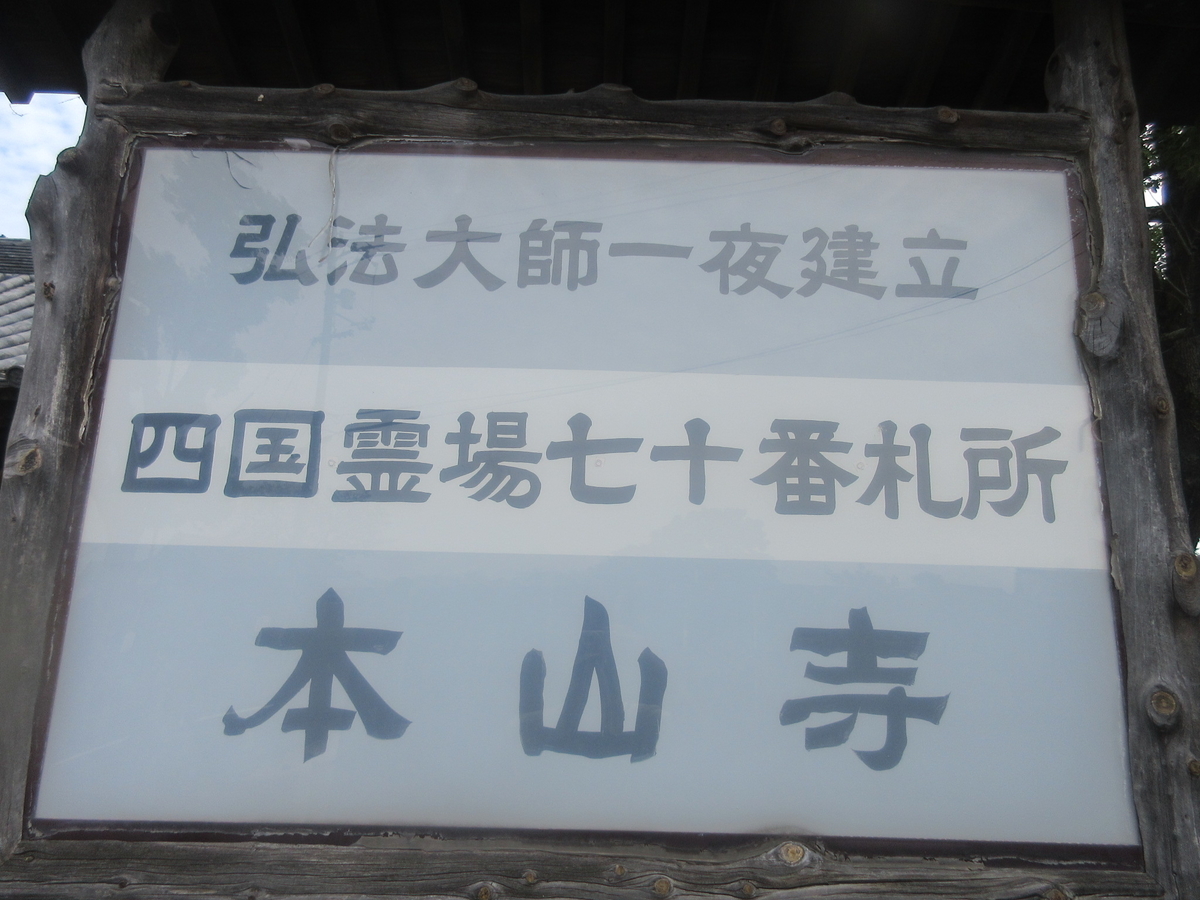 弘法大師一夜建立
四国霊場七十番札所
本山寺